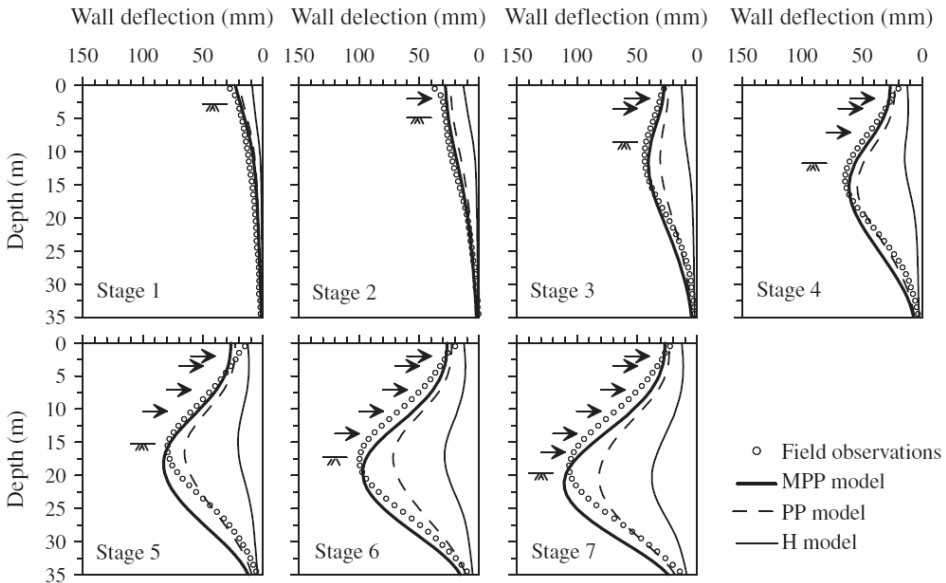 Wall deflection (mm) Wall delection (mm) Wall deflection (mm) Wall deflection (mm)
150 100 50 0 150 100 50 0 150 100 50 0 150 100 50 0
Depth (m)
0
5
10
15
20
25
30
35
Stage 1 Stage 2 Stage 3 Stage 4
Depth (m)
0
5
10
15
20
25
30
35
Stage 5 Stage 6 Stage 7
Field observations
MPP model
PP model
H model